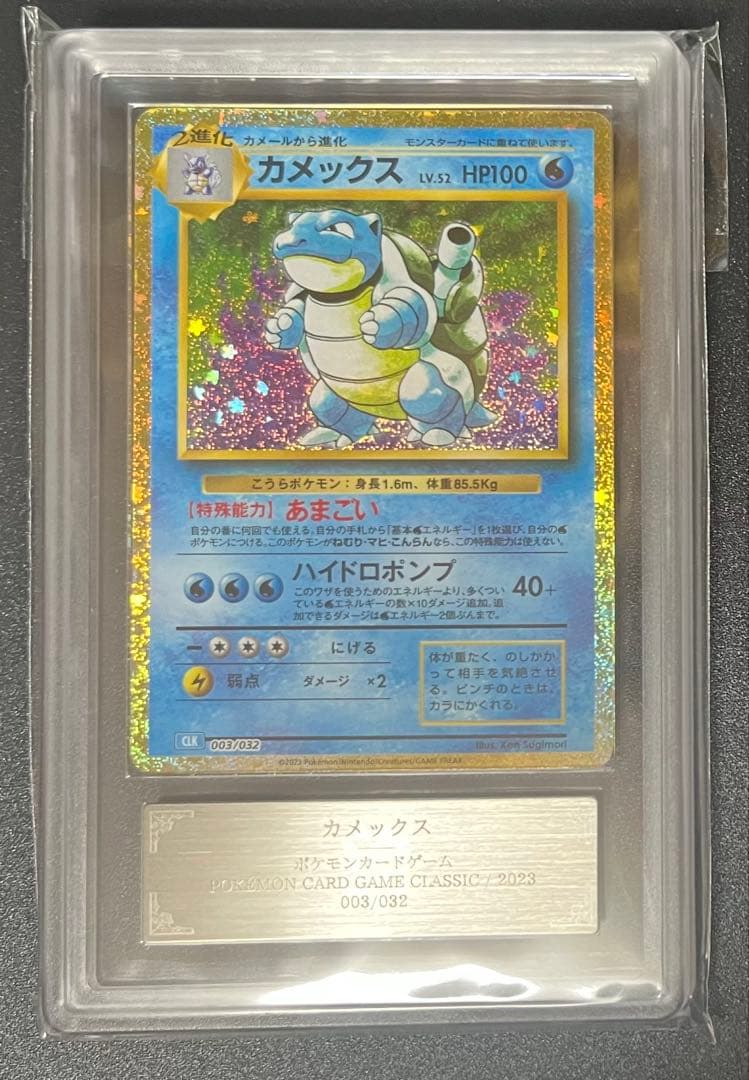 2進化 カメールから進化 モンスターカードに重ねて使います。
カメックス LV.52 HP100
こうらポケモン：身長1.6m、体重85.5Kg
【特殊能力】あまごい
自分の番に何回でも使える。自分の手札から「基本エネルギー」を1枚選び、自分の
ポケモンにつける。このポケモンがねむり・マヒ・こんらんなら、この特殊能力は使えない。
ハイドロポンプ 40+
このワザを使うためのエネルギーより、多くつい
ているエネルギーの数×10ダメージ追加。追
加できるダメージはエネルギー2個ぶんまで。
ー にげる
弱点 ダメージ ×2
体が重たく、のしかか
って相手を気絶させ
る。ピンチのときは、
カラにかくれる。
CLK 003/032 Illus. Ken Sugimori
©2023 Pokémon/Nintendo/Creatures/GAME FREAK
カメックス
ポケモンカードゲーム
POKEMON CARD GAME CLASSIC / 2023
003/032